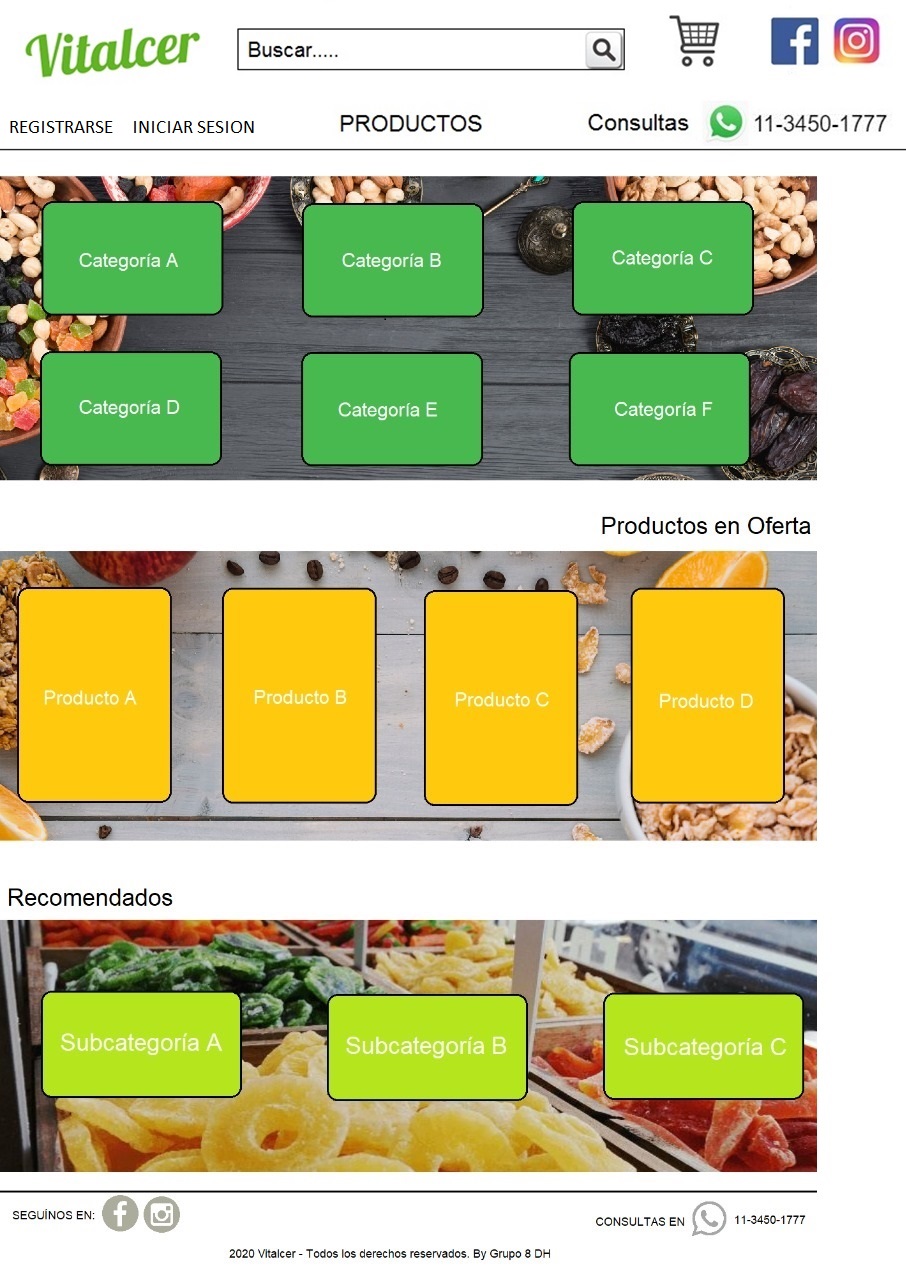 Vitalcer
Buscar.....
REGISTRARSE INICIAR SESION PRODUCTOS Consultas 11-3450-1777
Categoría A
Categoría B
Categoría C
Categoría D
Categoría E
Categoría F
Productos en Oferta
Producto A
Producto B
Producto C
Producto D
Recomendados
Subcategoría A
Subcategoría B
Subcategoría C
SEGUÍNOS EN:
CONSULTAS EN 11-3450-1777
2020 Vitalcer - Todos los derechos reservados. By Grupo 8 DH